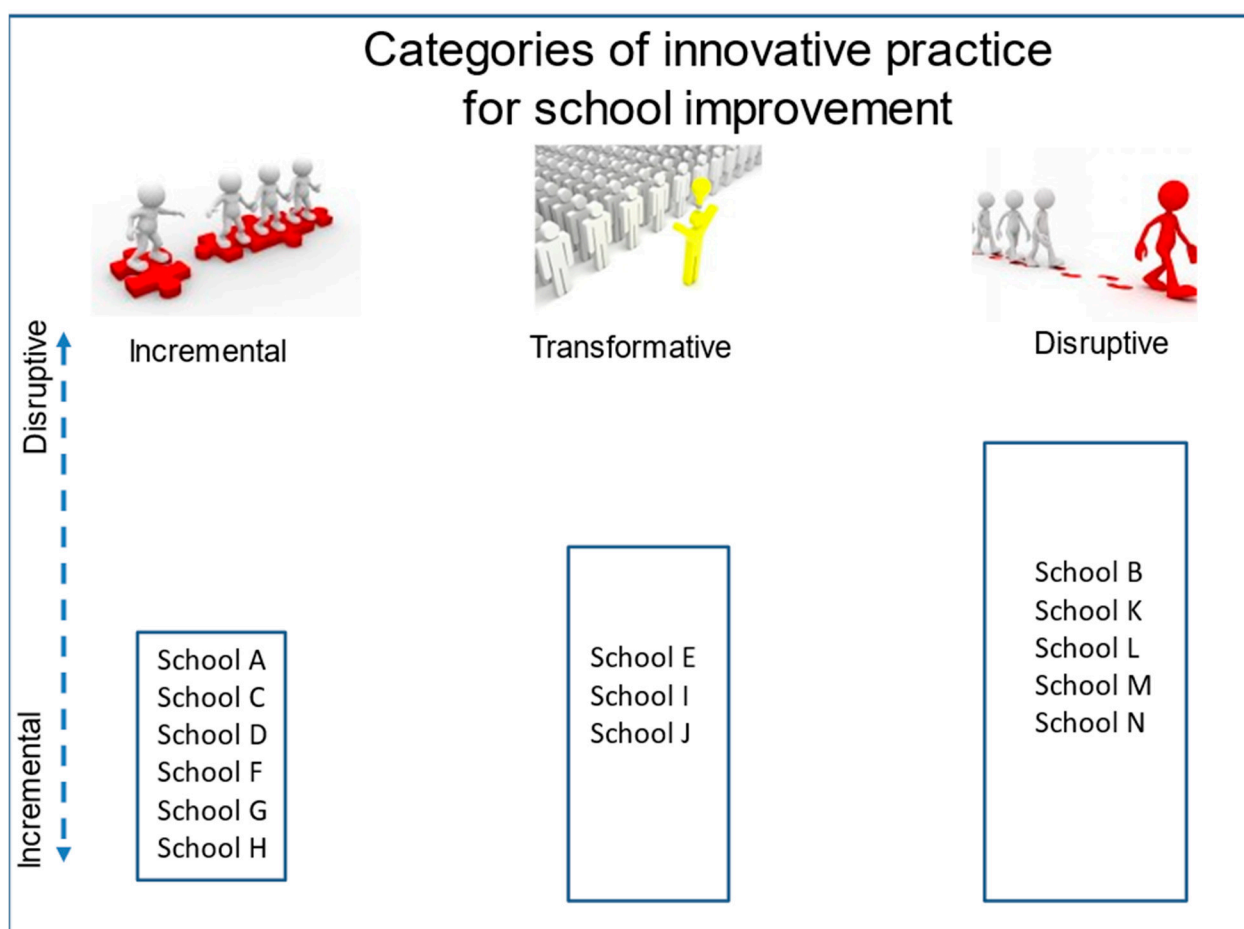 Categories of innovative practice
for school improvement
Incremental
Transformative
Disruptive
Disruptive
Incremental
School A
School C
School D
School F
School G
School H
School E
School I
School J
School B
School K
School L
School M
School N